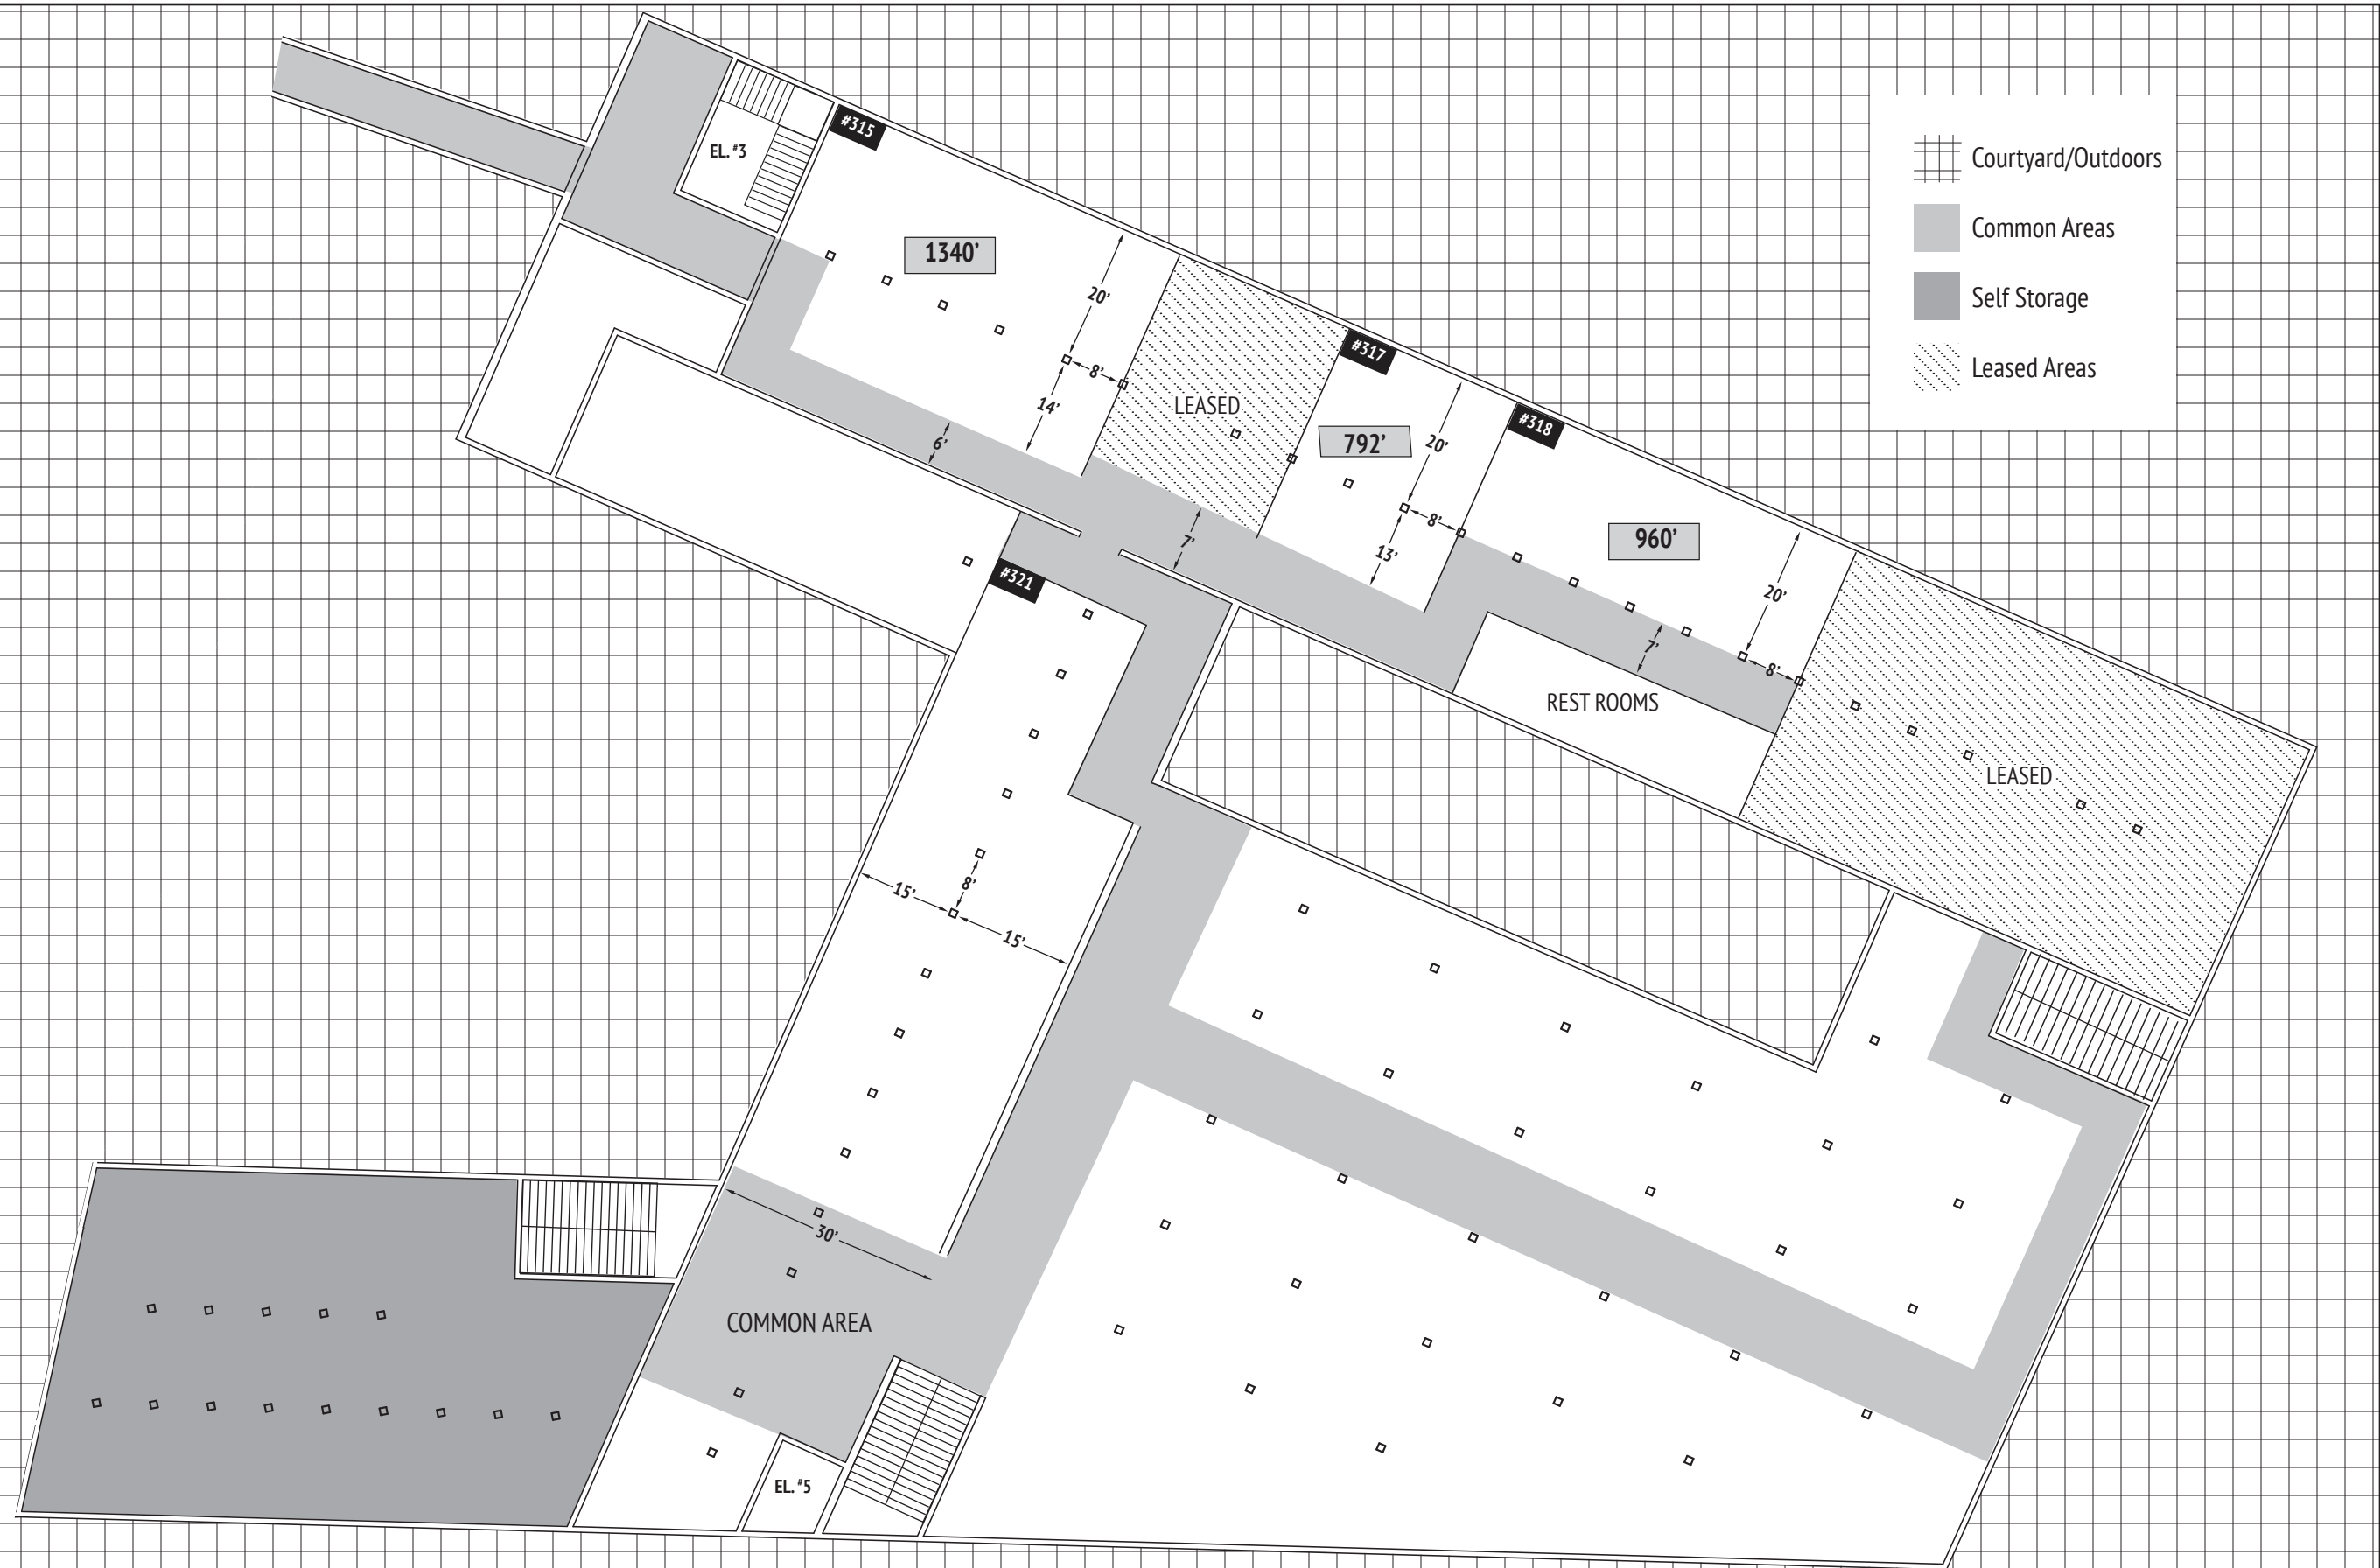 #315
EL. #3
1340’
20’
8’
14’
6’
LEASED
#317
792’
20’
8’
13’
7’
#318
960’
20’
8’
7’
REST ROOMS
LEASED
#321
8’
15’
15’
30’
COMMON AREA
EL. #5
Courtyard/Outdoors
Common Areas
Self Storage
Leased Areas